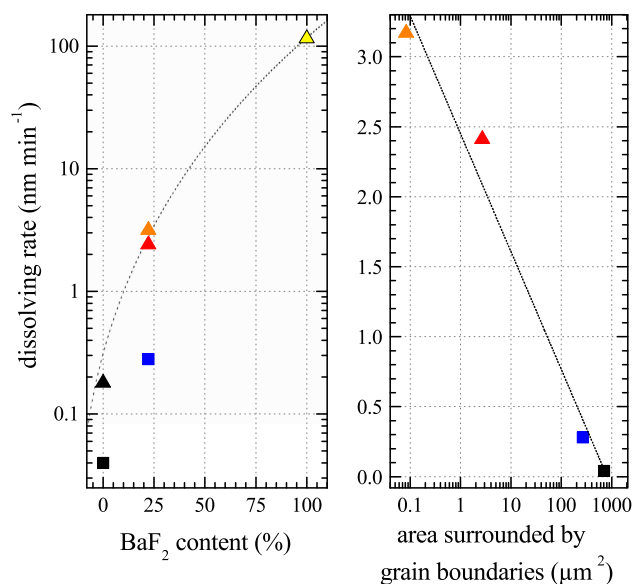 dissolving rate (nm min⁻¹)
100
10
1
0.1
0 25 50 75 100
BaF₂ content (%)
3.0
2.5
2.0
1.5
1.0
0.5
0.0
0.1 1 10 100 1000
area surrounded by
grain boundaries (µm²)